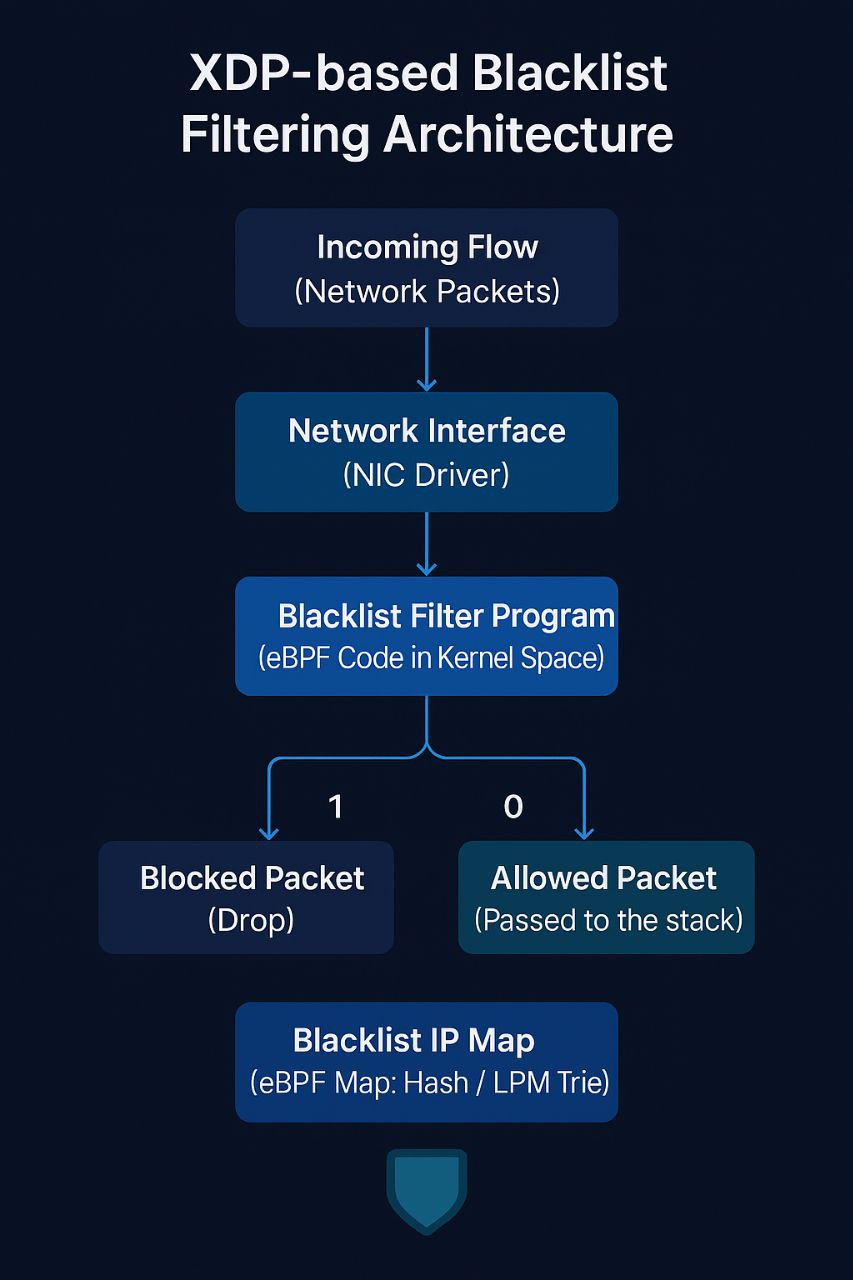 XDP-based Blacklist
Filtering Architecture
Incoming Flow
(Network Packets)
Network Interface
(NIC Driver)
Blacklist Filter Program
(eBPF Code in Kernel Space)
1
0
Blocked Packet
(Drop)
Allowed Packet
(Passed to the stack)
Blacklist IP Map
(eBPF Map: Hash / LPM Trie)